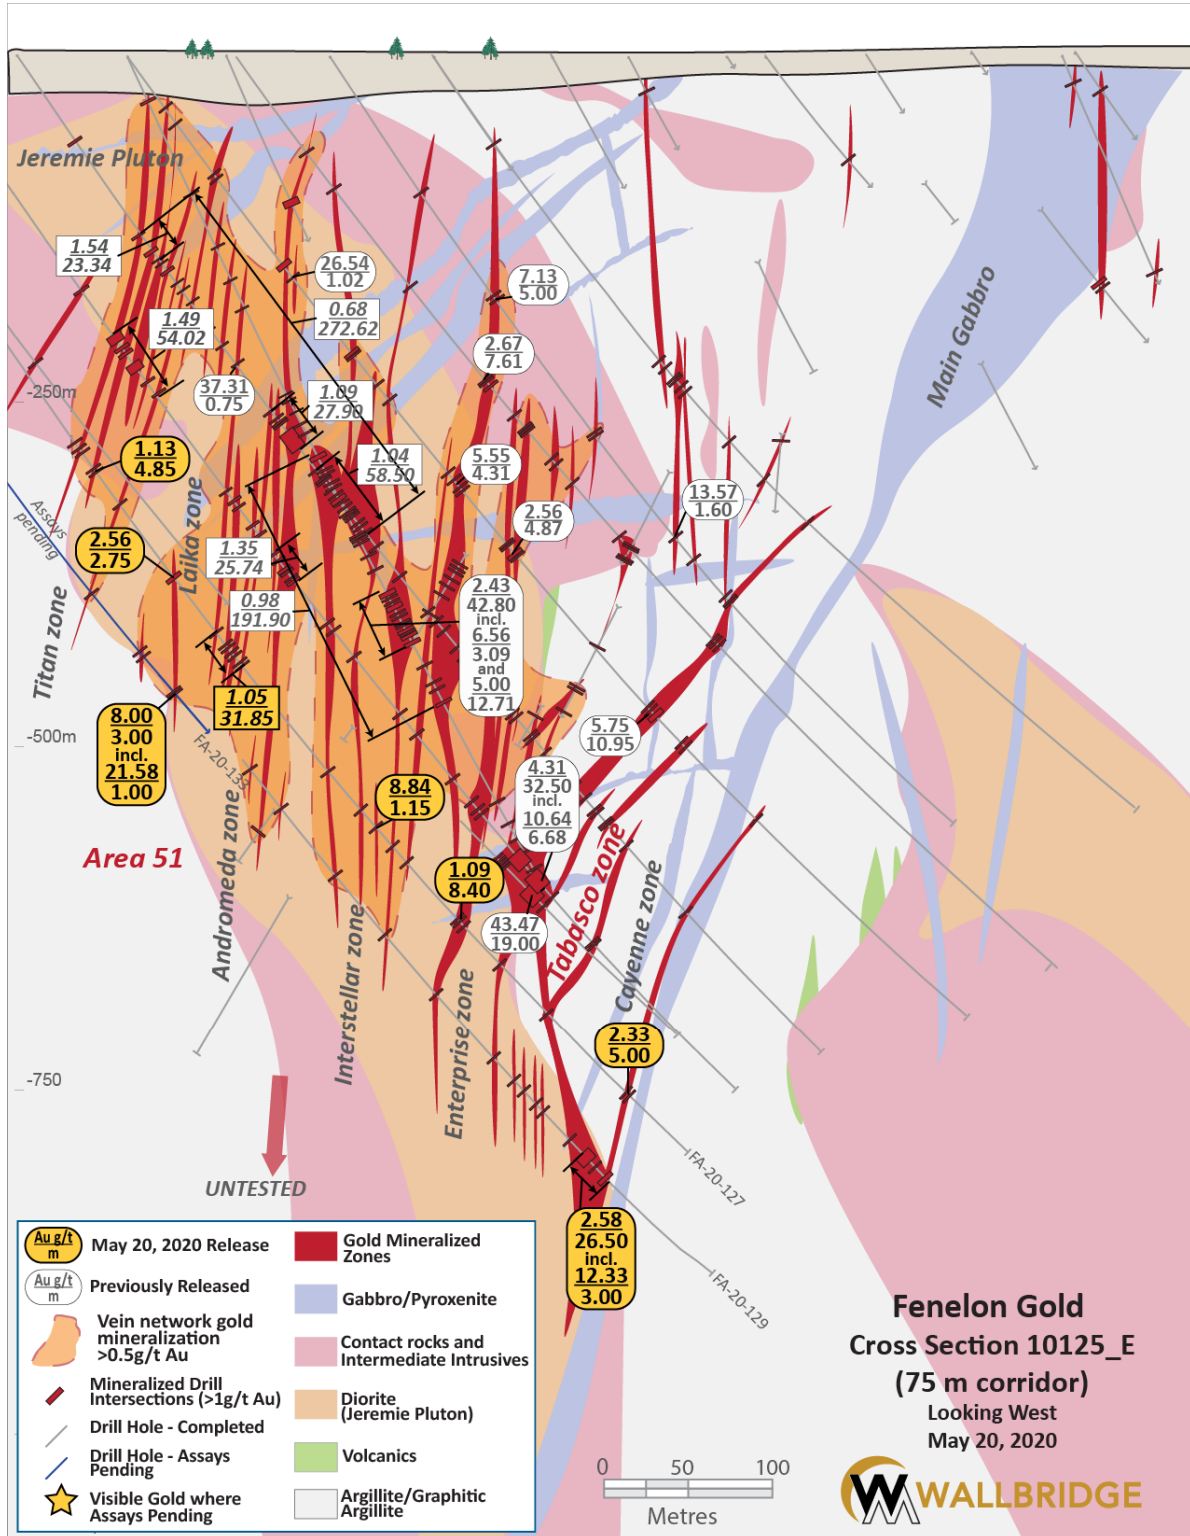 Jeremie Pluton
1.54
23.34
26.54
1.02
7.13
5.00
0.68
272.62
1.49
54.02
2.67
7.61
Main Gabbro
-250m
37.31
0.75
1.09
27.90
1.13
4.85
1.04
58.50
5.55
4.31
13.57
1.60
2.56
4.87
Assays
pending
Laika zone
2.56
2.75
1.35
25.74
0.98
191.90
2.43
42.80
incl.
6.56
3.09
and
5.00
12.71
Titan zone
1.05
31.85
8.00
3.00
incl.
21.58
1.00
-500m
FA-20-133
5.75
10.95
4.31
32.50
incl.
10.64
6.68
8.84
1.15
Area 51
Andromeda zone
1.09
8.40
43.47
19.00
Tabasco zone
Cayenne zone
Interstellar zone
Enterprise zone
2.33
5.00
-750
UNTESTED
FA-20-127
2.58
26.50
incl.
12.33
3.00
FA-20-129
Au g/t
m
May 20, 2020 Release
Au g/t
m
Previously Released
Vein network gold
mineralization
>0.5g/t Au
Mineralized Drill
Intersections (>1g/t Au)
Drill Hole - Completed
Drill Hole - Assays
Pending
Visible Gold where
Assays Pending
Gold Mineralized
Zones
Gabbro/Pyroxenite
Contact rocks and
Intermediate Intrusives
Diorite
(Jeremie Pluton)
Volcanics
Argillite/Graphitic
Argillite
0 50 100
Metres
Fenelon Gold
Cross Section 10125_E
(75 m corridor)
Looking West
May 20, 2020
WALLBRIDGE